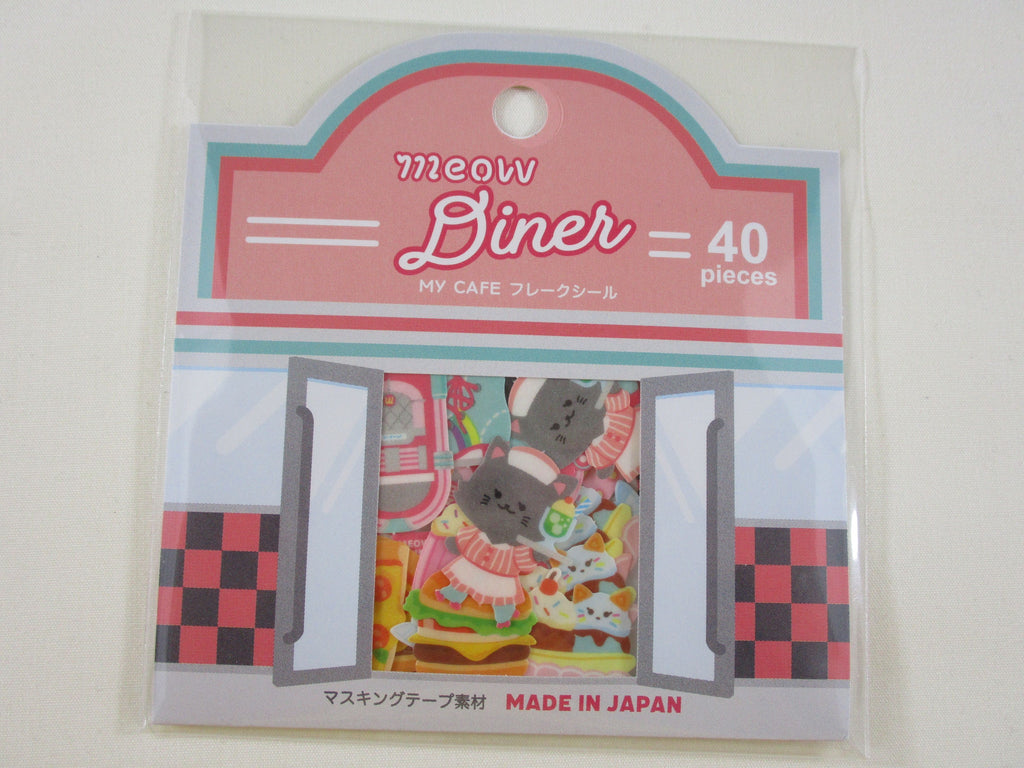 meow
Diner
40
pieces
MY CAFE フレークシール
マスキングテープ素材 MADE IN JAPAN